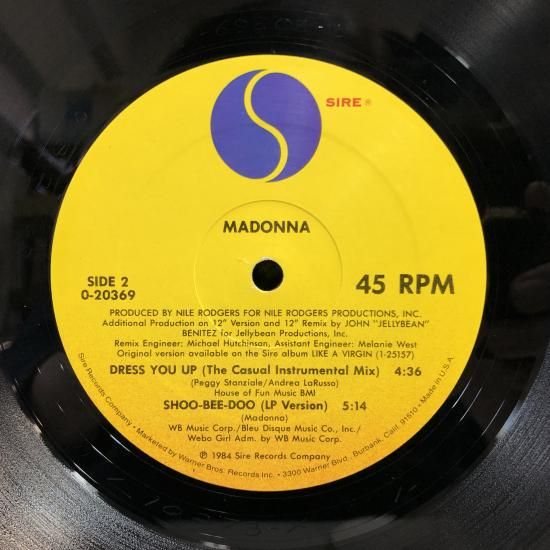 SIRE ®
MADONNA
SIDE 2
0-20369
45 RPM
PRODUCED BY NILE RODGERS FOR NILE RODGERS PRODUCTIONS, INC.
Additional Production on 12" Version and 12" Remix by JOHN "JELLYBEAN"
BENITEZ for Jellybean Productions, Inc.
Remix Engineer: Michael Hutchinson, Assistant Engineer: Melanie West
Original version available on the Sire album LIKE A VIRGIN (1-25157)
DRESS YOU UP (The Casual Instrumental Mix) 4:36
(Peggy Stanziale/Andrea LaRusso)
House of Fun Music BMI
SHOO-BEE-DOO (LP Version) 5:14
(Madonna)
WB Music Corp./Bleu Disque Music Co., Inc./
Webo Girl Adm. by WB Music Corp.
℗ 1984 Sire Records Company
Sire Records Company • Marketed by Warner Bros. Records Inc. • 3300 Warner Blvd., Burbank, Calif. 91510 • Made in U.S.A.